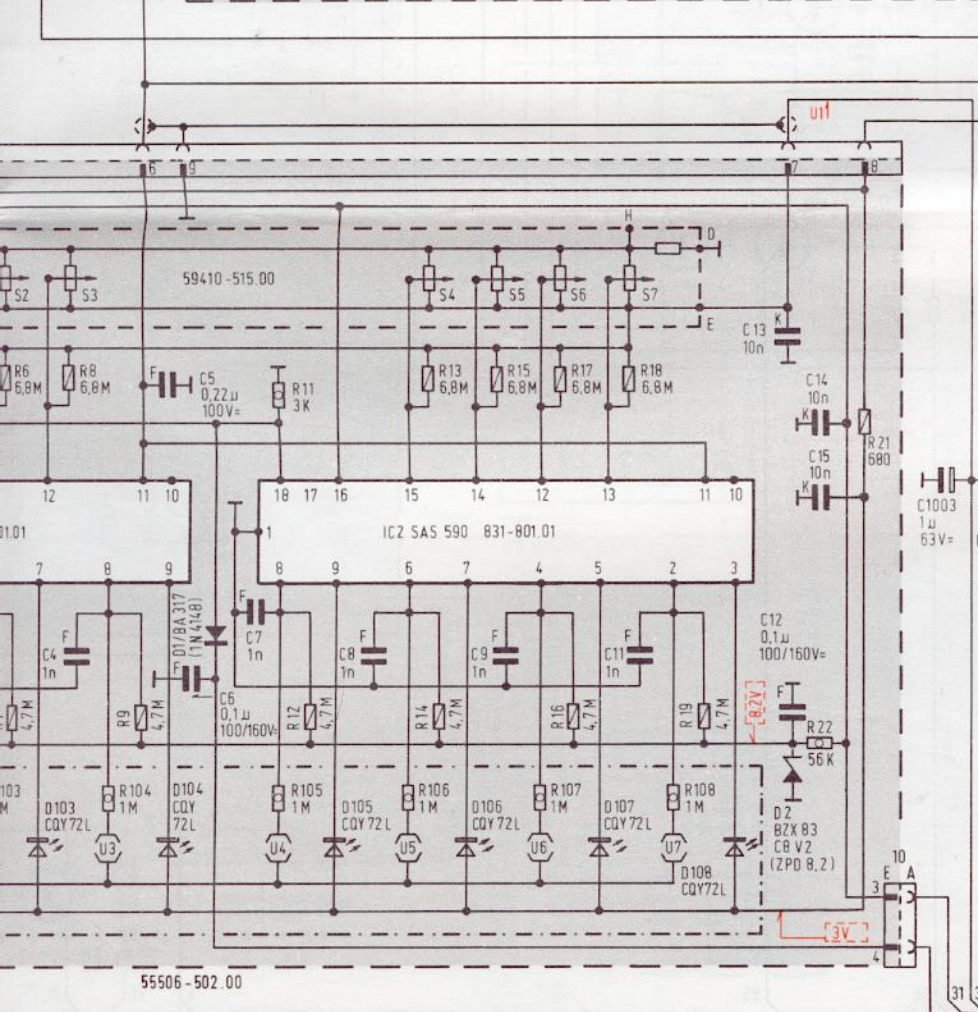 U11
6 9 7 8
H
D
59410-515.00
S2 S3 S4 S5 S6 S7
E
K
C13
10n
R6
6,8M
R8
6,8M
F C5
0,22µ
100V=
R11
3K
R13
6,8M
R15
6,8M
R17
6,8M
R18
6,8M
C14
10n
K
R21
680
C15
10n
K
C1003
1µ
63V=
12 11 10 18 17 16 15 14 12 13 11 10
01.01
1
IC2 SAS 590 831-801.01
7 8 9 8 9 6 7 4 5 2 3
D1/BA317
(1N4148)
F
C4
1n
F
C7
1n
F
C8
1n
F
C9
1n
F
C11
1n
C12
0,1µ
100/160V=
F
F
C6
0,1µ
100/160V=
4,7M
R9
4,7M
R12
4,7M
R14
4,7M
R16
4,7M
R19
4,7M
8,2V
R22
56K
103
M
R104
1M
D104
CQY
72L
R105
1M
R106
1M
R107
1M
R108
1M
D103
CQY72L
D105
CQY72L
D106
CQY72L
D107
CQY72L
D2
BZX 83
C8 V2
(ZPD 8,2)
U3 U4 U5 U6 U7
D108
CQY72L
10
E A
3
3V
4
55506-502.00
31